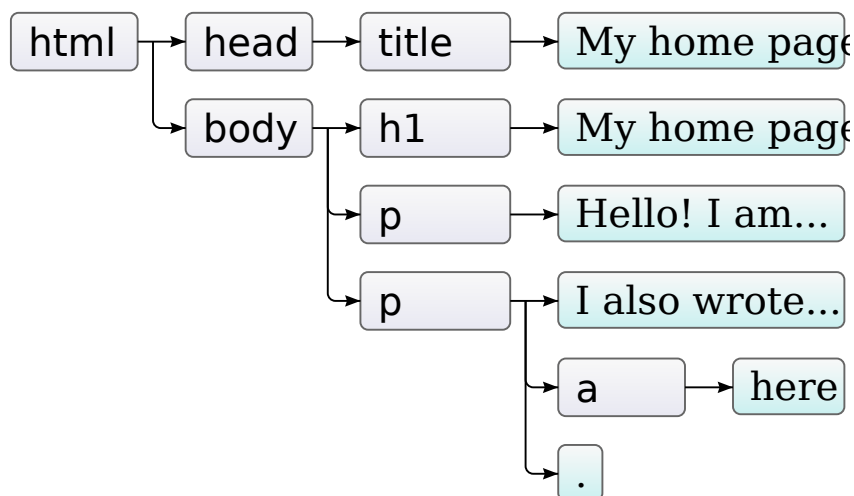 html head title My home page
body h1 My home page
p Hello! I am...
p I also wrote...
a here
.